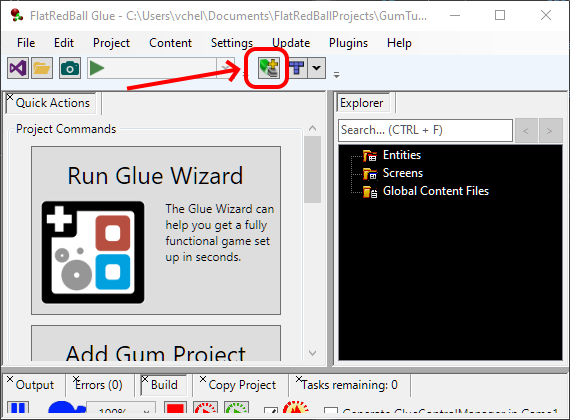 FlatRedBall Glue - C:\Users\vchel\Documents\FlatRedBallProjects\GumTu...
File Edit Project Content Settings Update Plugins Help
Quick Actions
Explorer
Project Commands
Search... (CTRL + F)
< >
Run Glue Wizard
The Glue Wizard can
help you get a fully
functional game set
up in seconds.
Entities
Screens
Global Content Files
Add Gum Project
Output Errors (0) Build Copy Project Tasks remaining: 0
100%
Generate GlueControlManager in Game1